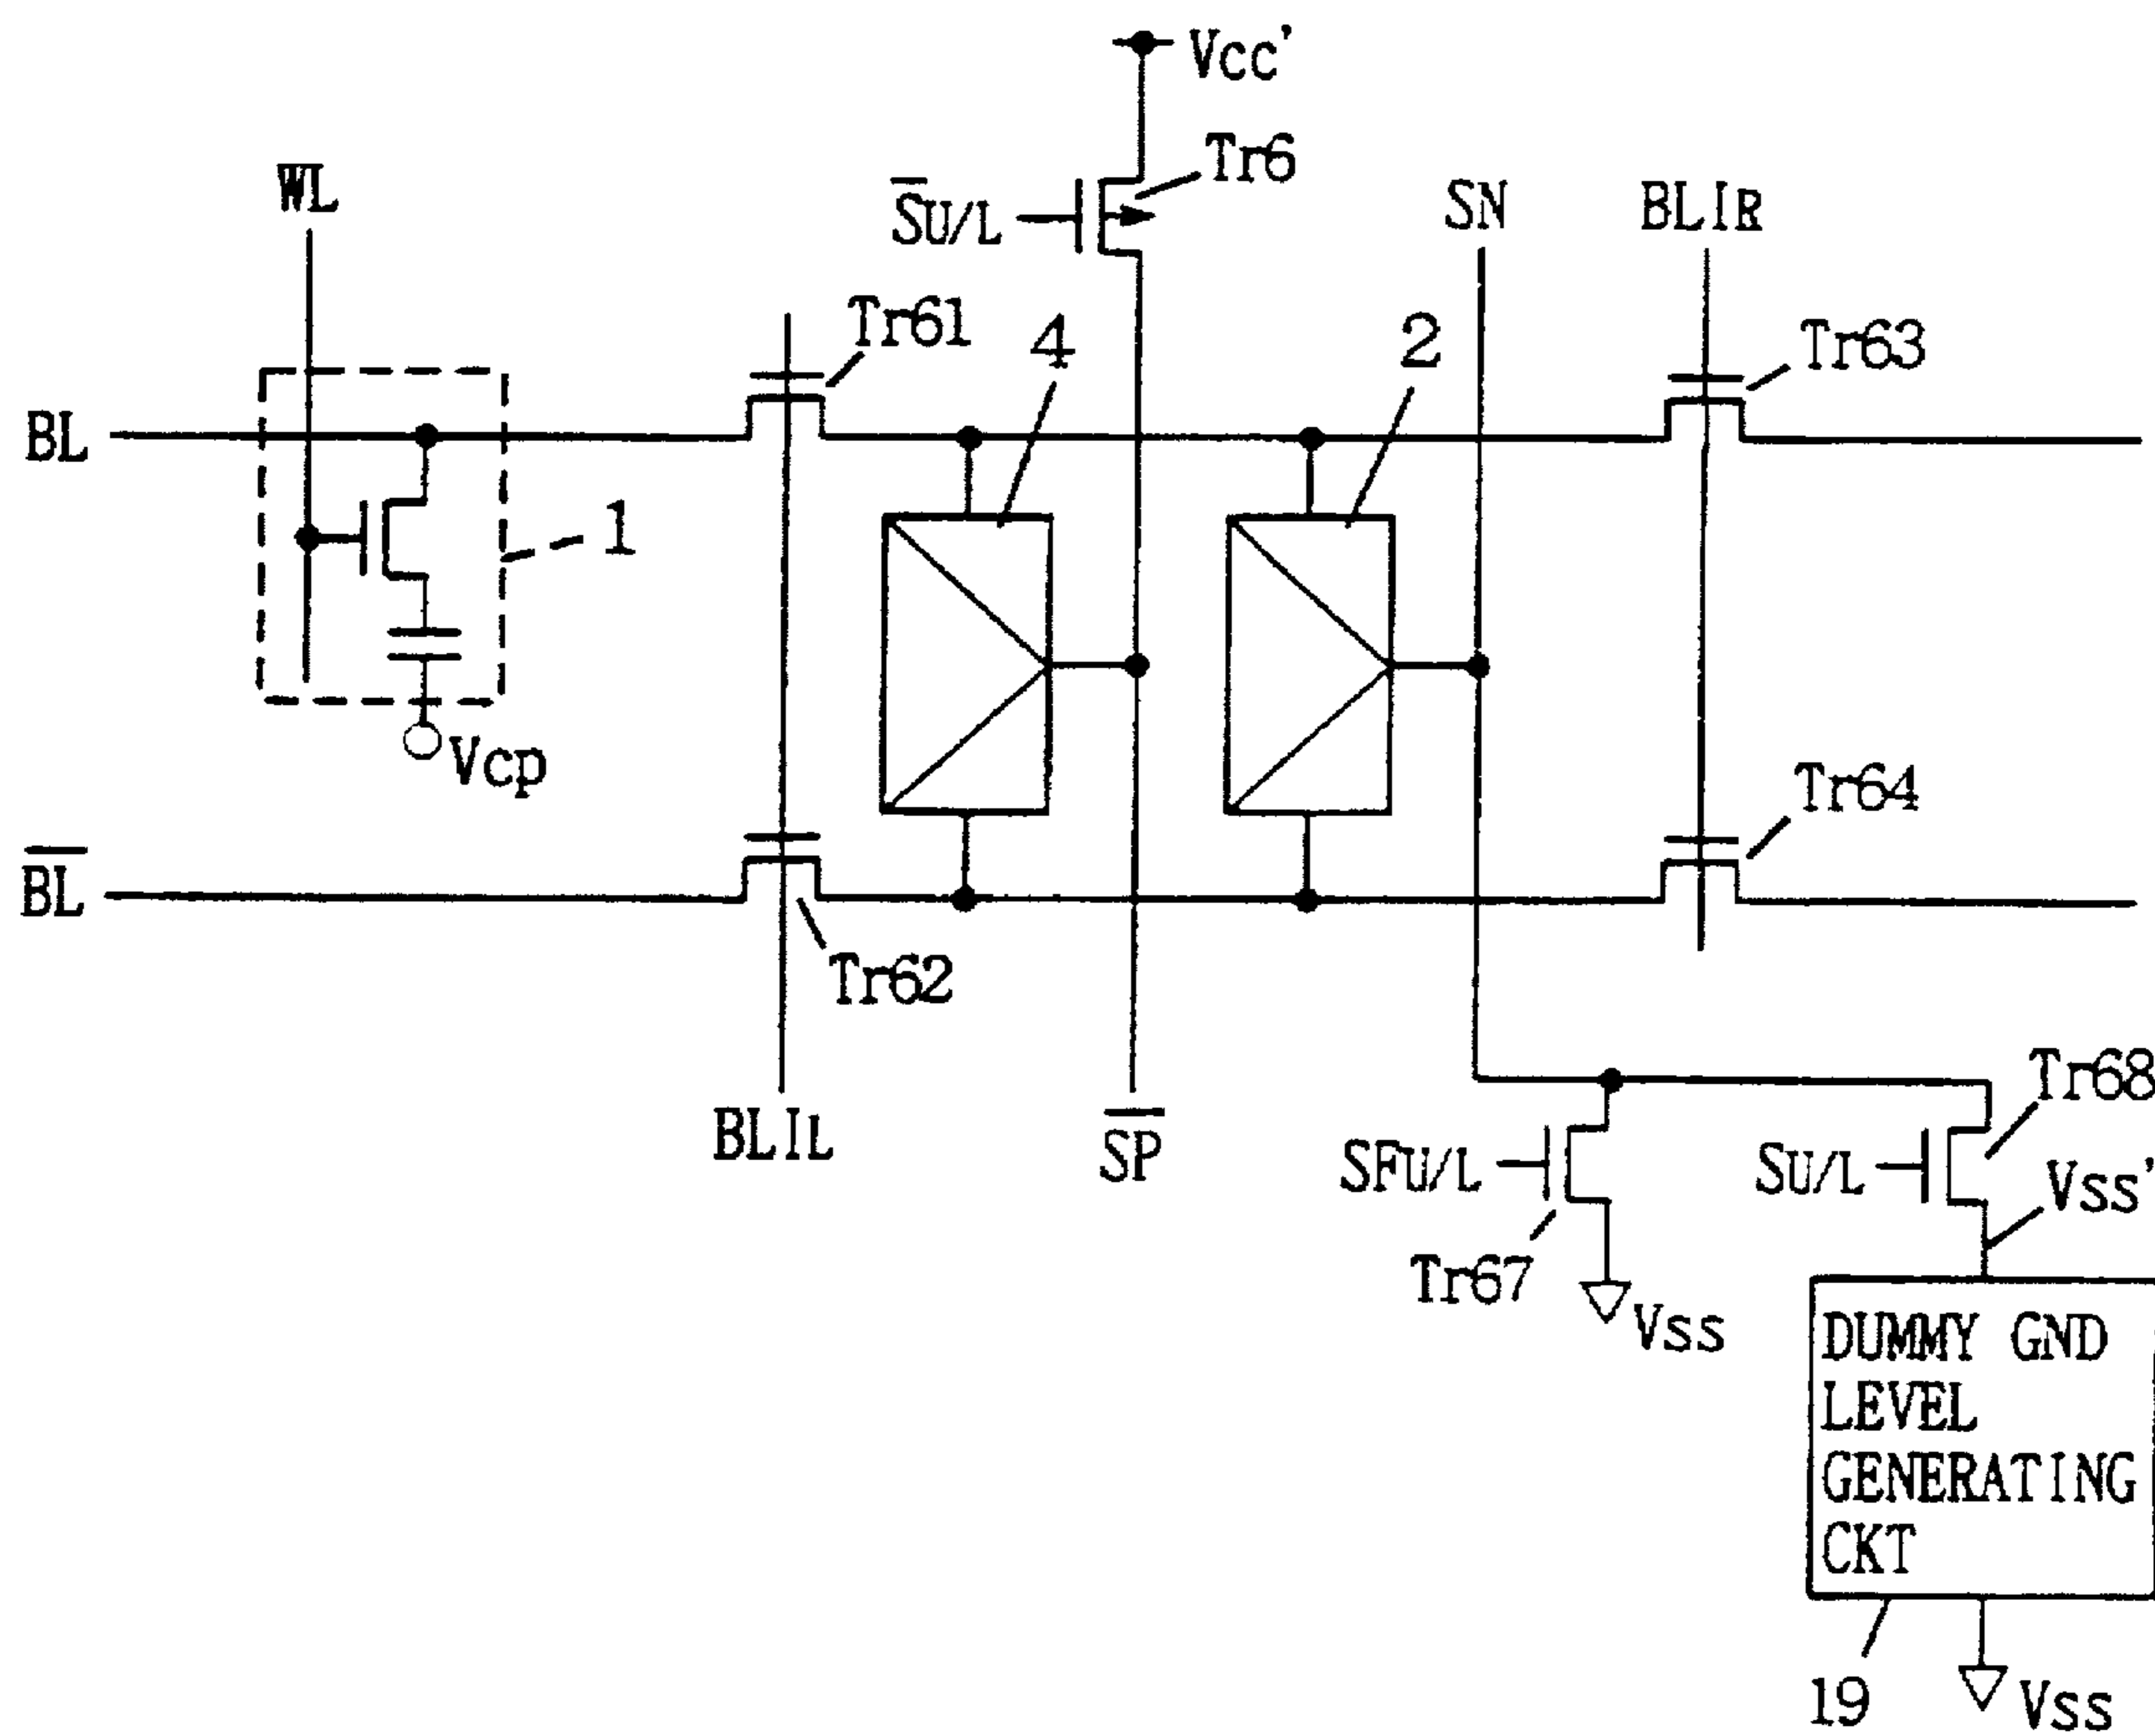 Vcc'
Tr6
WL
S̅U/L
SN
BLIR
Tr61
4
2
Tr63
BL
1
Vcp
Tr64
B̅L̅
Tr62
Tr68
BLIL
S̅P̅
SFU/L
SU/L
Vss'
Tr67
Vss
DUMMY GND
LEVEL
GENERATING
CKT
19
Vss